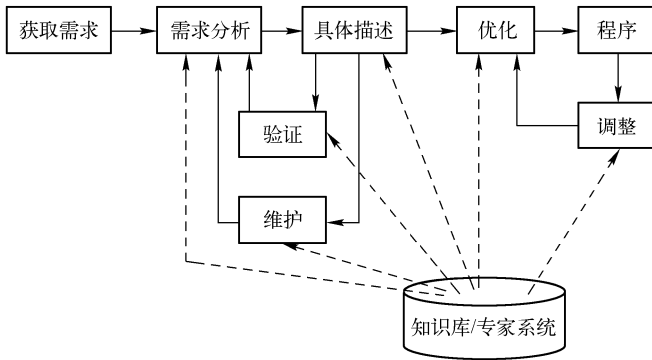 获取需求
需求分析
具体描述
优化
程序
验证
调整
维护
知识库/专家系统